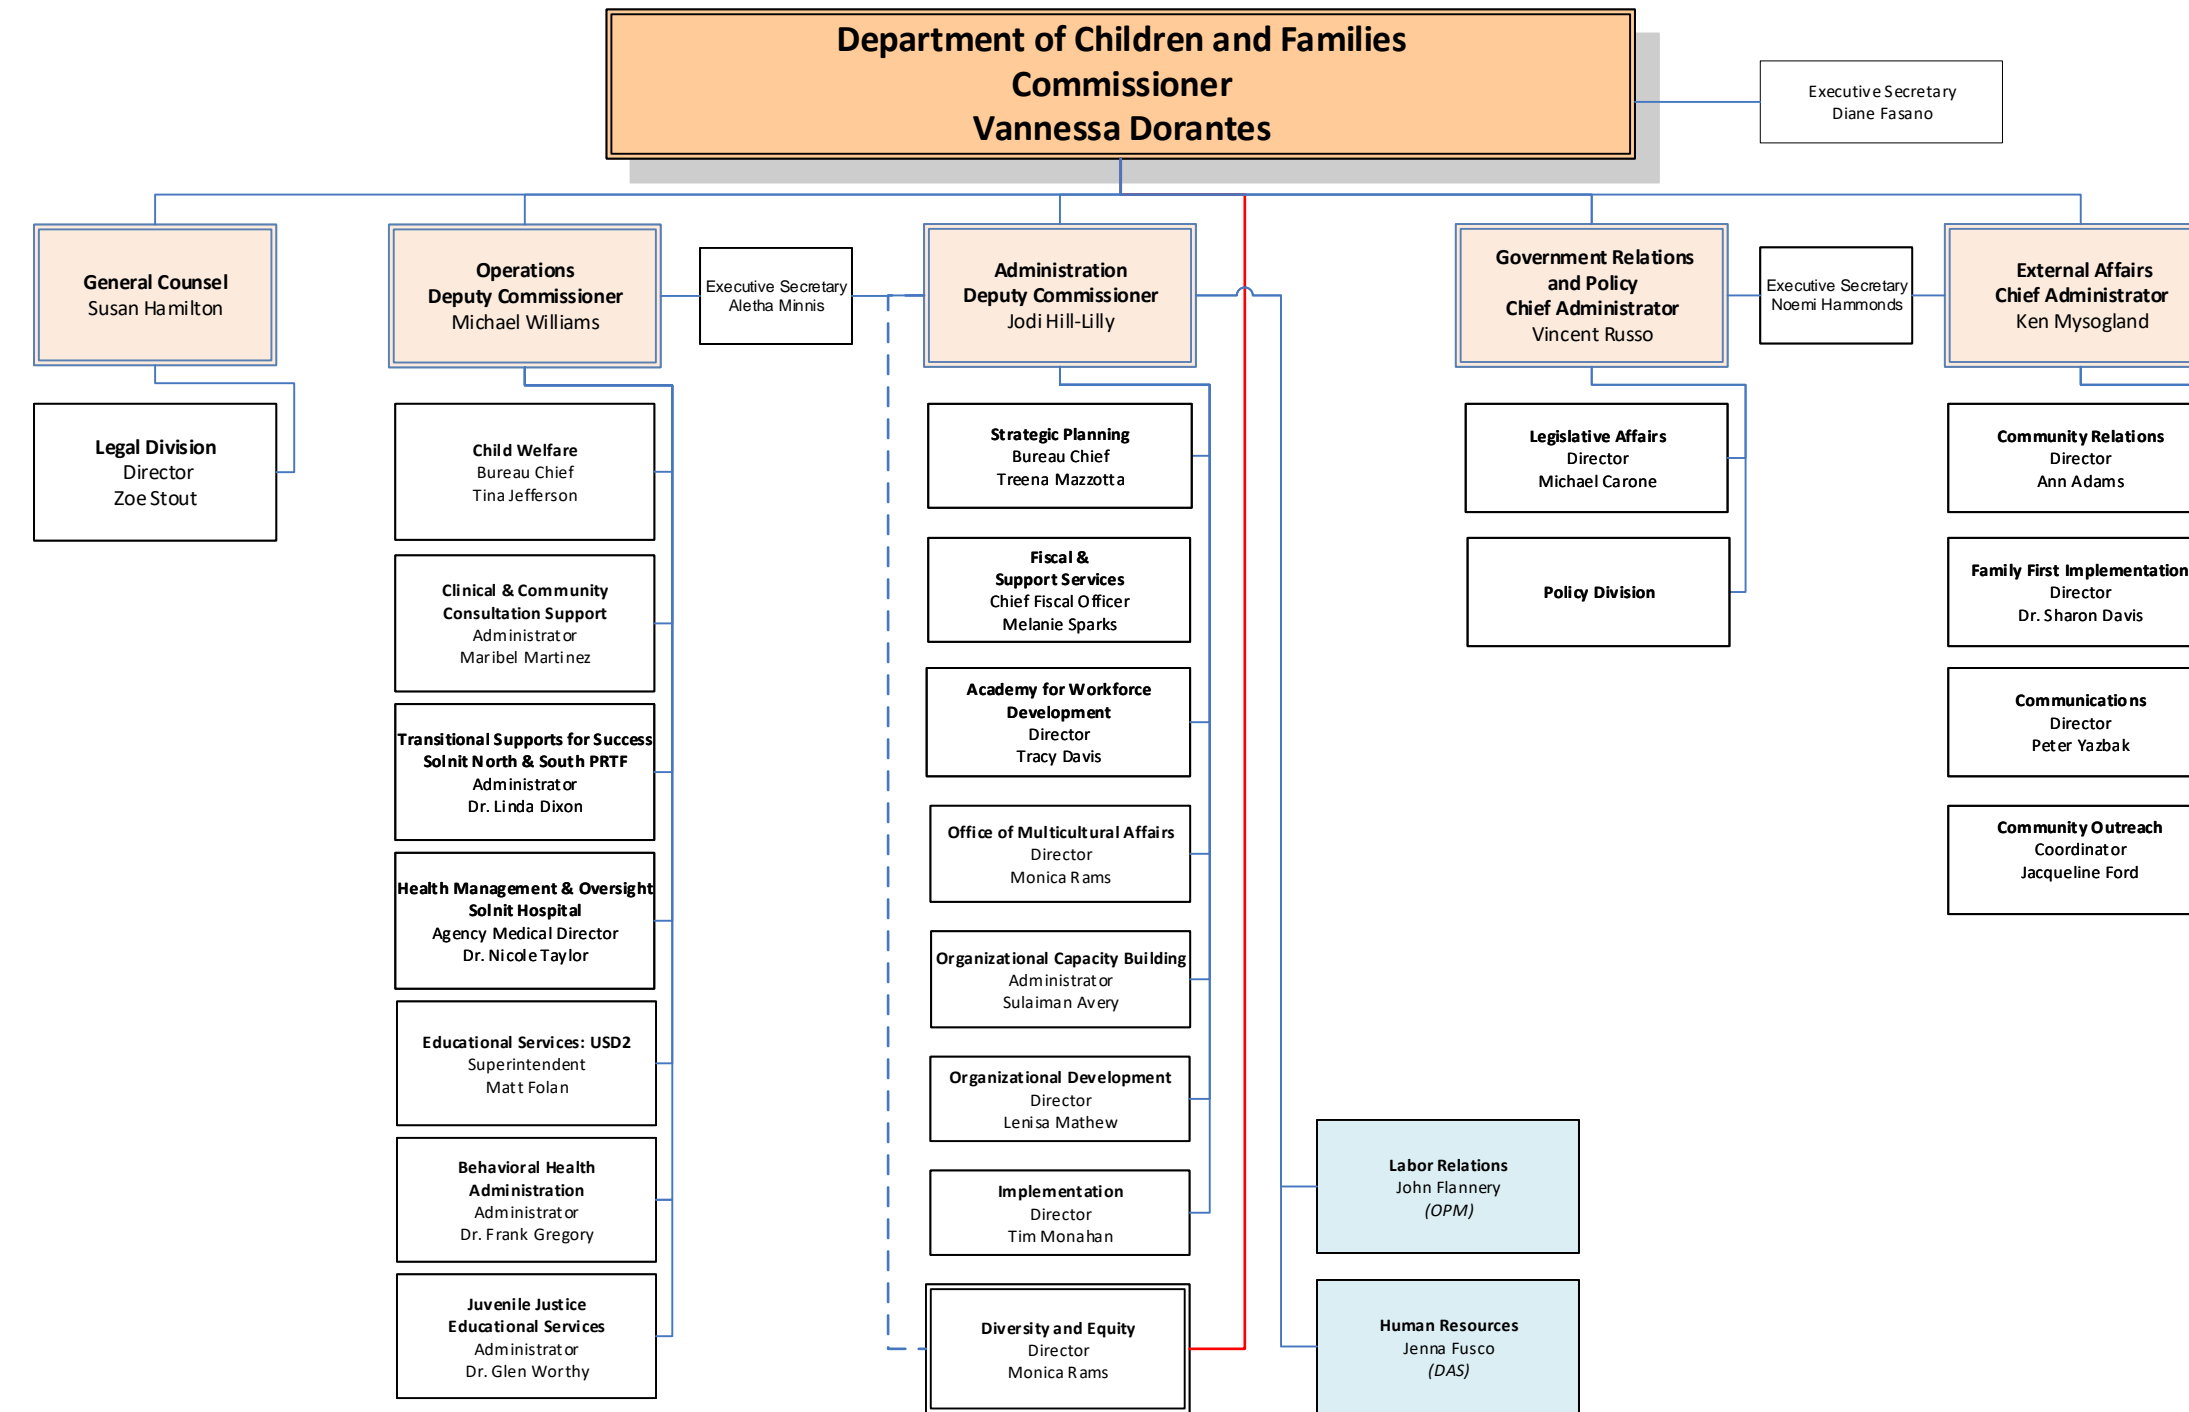 Department of Children and Families
Commissioner
Vannessa Dorantes
Executive Secretary
Diane Fasano
General Counsel
Susan Hamilton
Operations
Deputy Commissioner
Michael Williams
Executive Secretary
Aletha Minnis
Administration
Deputy Commissioner
Jodi Hill-Lilly
Government Relations
and Policy
Chief Administrator
Vincent Russo
Executive Secretary
Noemi Hammonds
External Affairs
Chief Administrator
Ken Mysogland
Legal Division
Director
Zoe Stout
Child Welfare
Bureau Chief
Tina Jefferson
Clinical & Community
Consultation Support
Administrator
Maribel Martinez
Transitional Supports for Success
Solnit North & South PRTF
Administrator
Dr. Linda Dixon
Health Management & Oversight
Solnit Hospital
Agency Medical Director
Dr. Nicole Taylor
Educational Services: USD2
Superintendent
Matt Folan
Behavioral Health
Administration
Administrator
Dr. Frank Gregory
Juvenile Justice
Educational Services
Administrator
Dr. Glen Worthy
Strategic Planning
Bureau Chief
Treena Mazzotta
Fiscal &
Support Services
Chief Fiscal Officer
Melanie Sparks
Academy for Workforce
Development
Director
Tracy Davis
Office of Multicultural Affairs
Director
Monica Rams
Organizational Capacity Building
Administrator
Sulaiman Avery
Organizational Development
Director
Lenisa Mathew
Implementation
Director
Tim Monahan
Diversity and Equity
Director
Monica Rams
Labor Relations
John Flannery
(OPM)
Human Resources
Jenna Fusco
(DAS)
Legislative Affairs
Director
Michael Carone
Policy Division
Community Relations
Director
Ann Adams
Family First Implementation
Director
Dr. Sharon Davis
Communications
Director
Peter Yazbak
Community Outreach
Coordinator
Jacqueline Ford